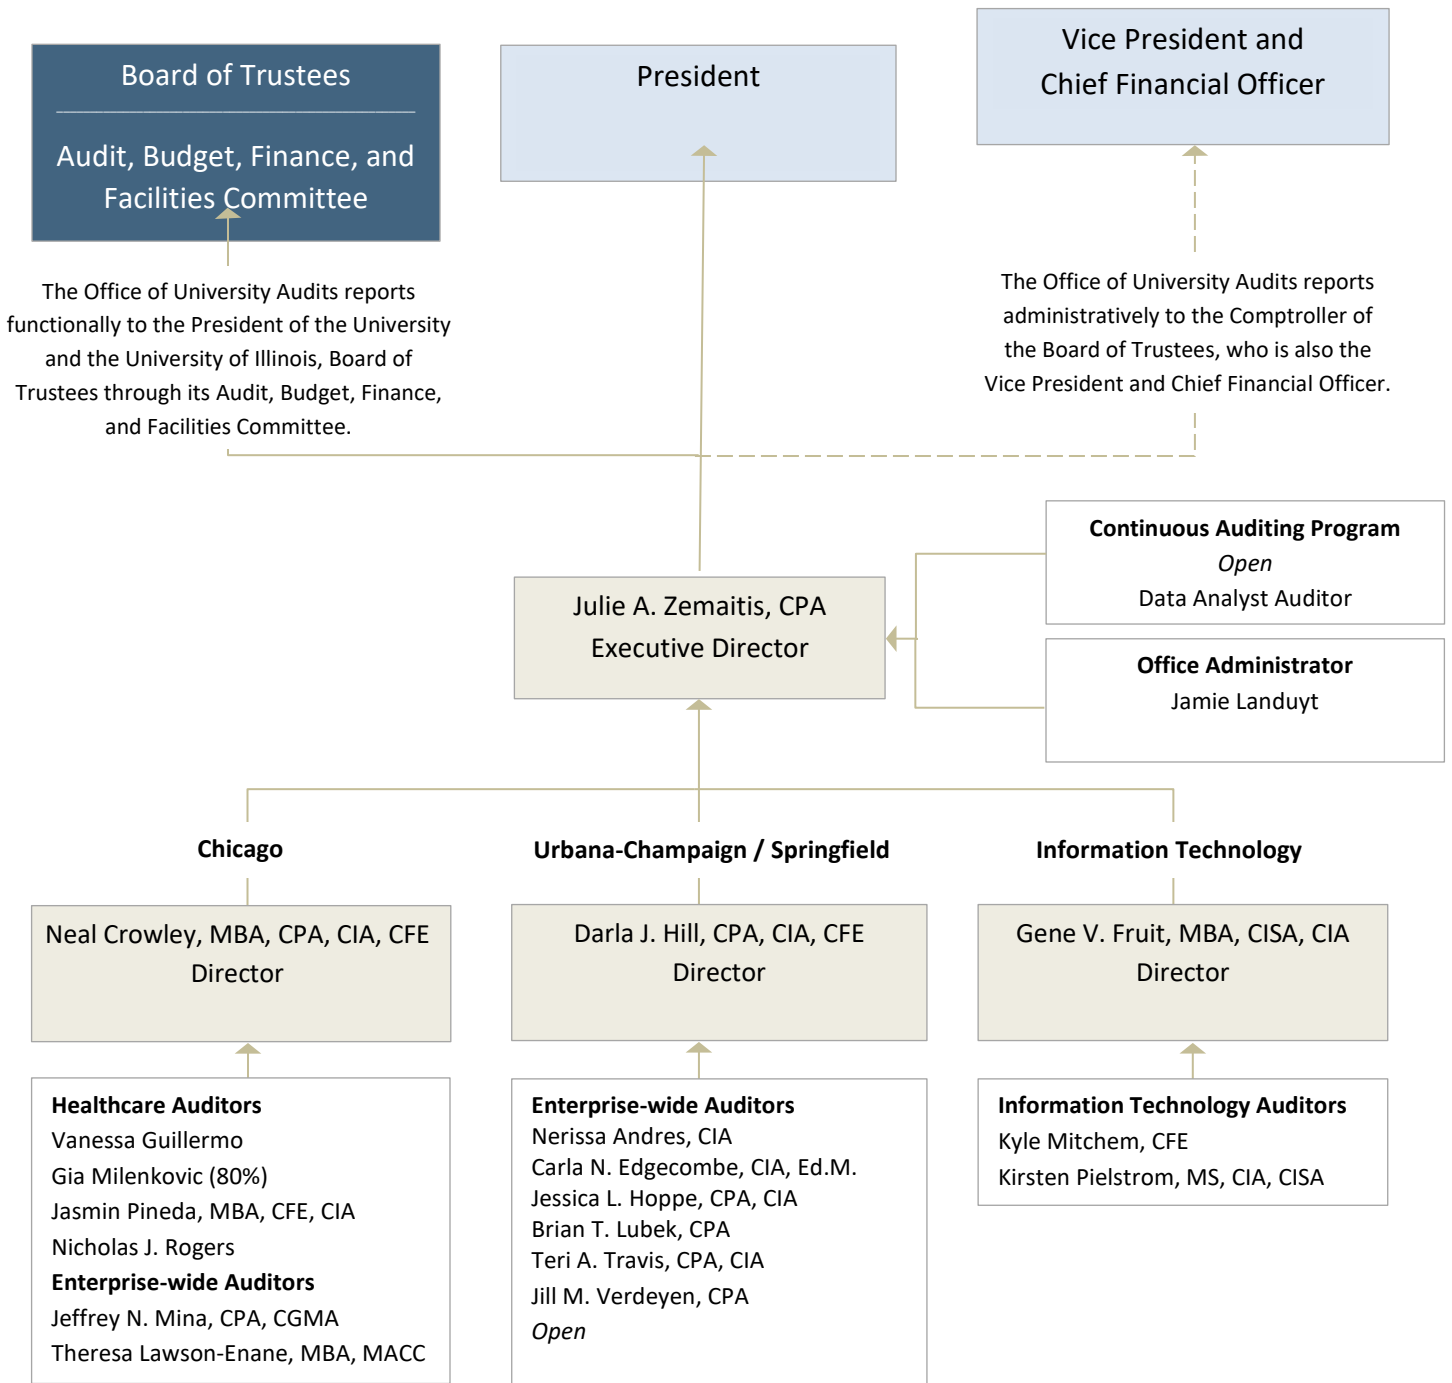 Board of Trustees
Audit, Budget, Finance, and
Facilities Committee
President
Vice President and
Chief Financial Officer
The Office of University Audits reports
functionally to the President of the University
and the University of Illinois, Board of
Trustees through its Audit, Budget, Finance,
and Facilities Committee.
The Office of University Audits reports
administratively to the Comptroller of
the Board of Trustees, who is also the
Vice President and Chief Financial Officer.
Continuous Auditing Program
Open
Data Analyst Auditor
Julie A. Zemaitis, CPA
Executive Director
Office Administrator
Jamie Landuyt
Chicago
Urbana-Champaign / Springfield
Information Technology
Neal Crowley, MBA, CPA, CIA, CFE
Director
Darla J. Hill, CPA, CIA, CFE
Director
Gene V. Fruit, MBA, CISA, CIA
Director
Healthcare Auditors
Vanessa Guillermo
Gia Milenkovic (80%)
Jasmin Pineda, MBA, CFE, CIA
Nicholas J. Rogers
Enterprise-wide Auditors
Jeffrey N. Mina, CPA, CGMA
Theresa Lawson-Enane, MBA, MACC
Enterprise-wide Auditors
Nerissa Andres, CIA
Carla N. Edgecombe, CIA, Ed.M.
Jessica L. Hoppe, CPA, CIA
Brian T. Lubek, CPA
Teri A. Travis, CPA, CIA
Jill M. Verdeyen, CPA
Open
Information Technology Auditors
Kyle Mitchem, CFE
Kirsten Pielstrom, MS, CIA, CISA